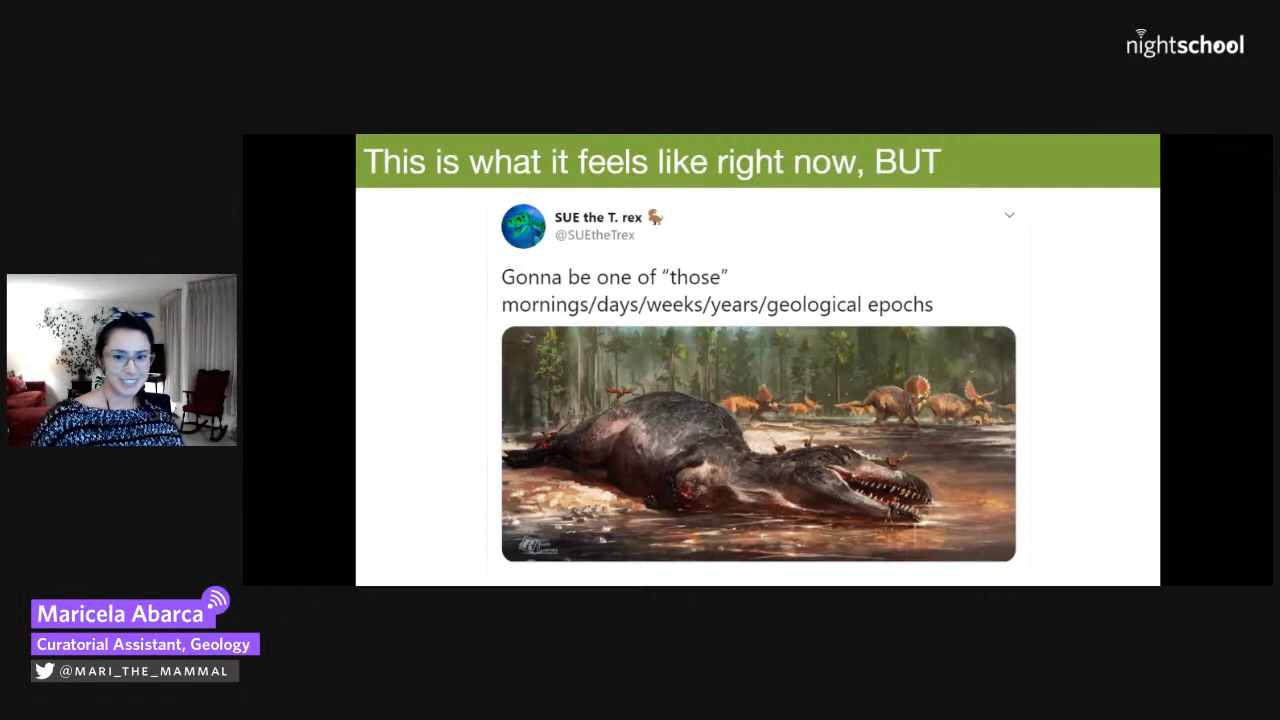 nightschool
This is what it feels like right now, BUT
SUE the T. rex 🦖
@SUEtheTrex
Gonna be one of “those”
mornings/days/weeks/years/geological epochs
Maricela Abarca
Curatorial Assistant, Geology
@MARI_THE_MAMMAL